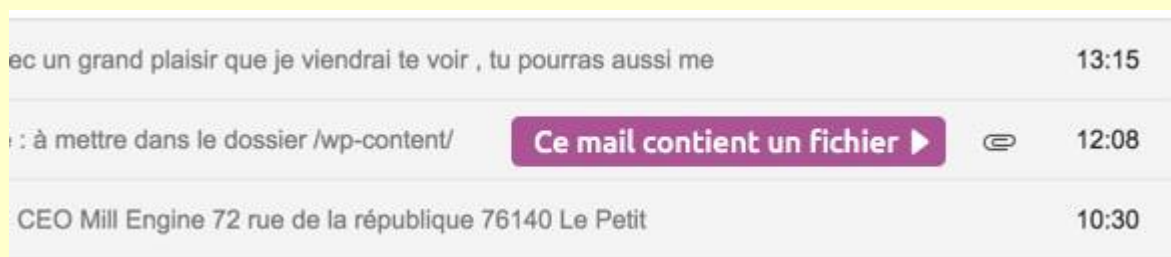 ec un grand plaisir que je viendrai te voir , tu pourras aussi me 13:15
: à mettre dans le dossier /wp-content/ Ce mail contient un fichier 12:08
CEO Mill Engine 72 rue de la république 76140 Le Petit 10:30